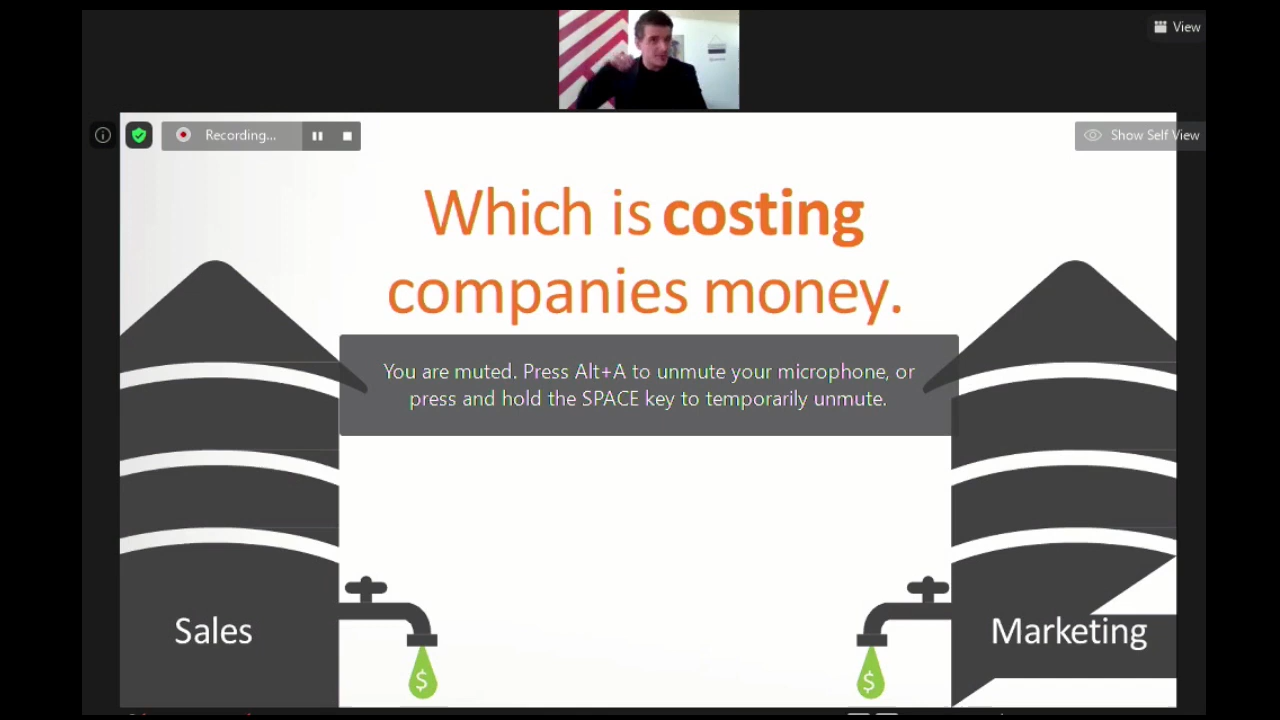 View
Recording...
Show Self View
Which is costing
companies money.
You are muted. Press Alt+A to unmute your microphone, or
press and hold the SPACE key to temporarily unmute.
Sales
Marketing
$
$